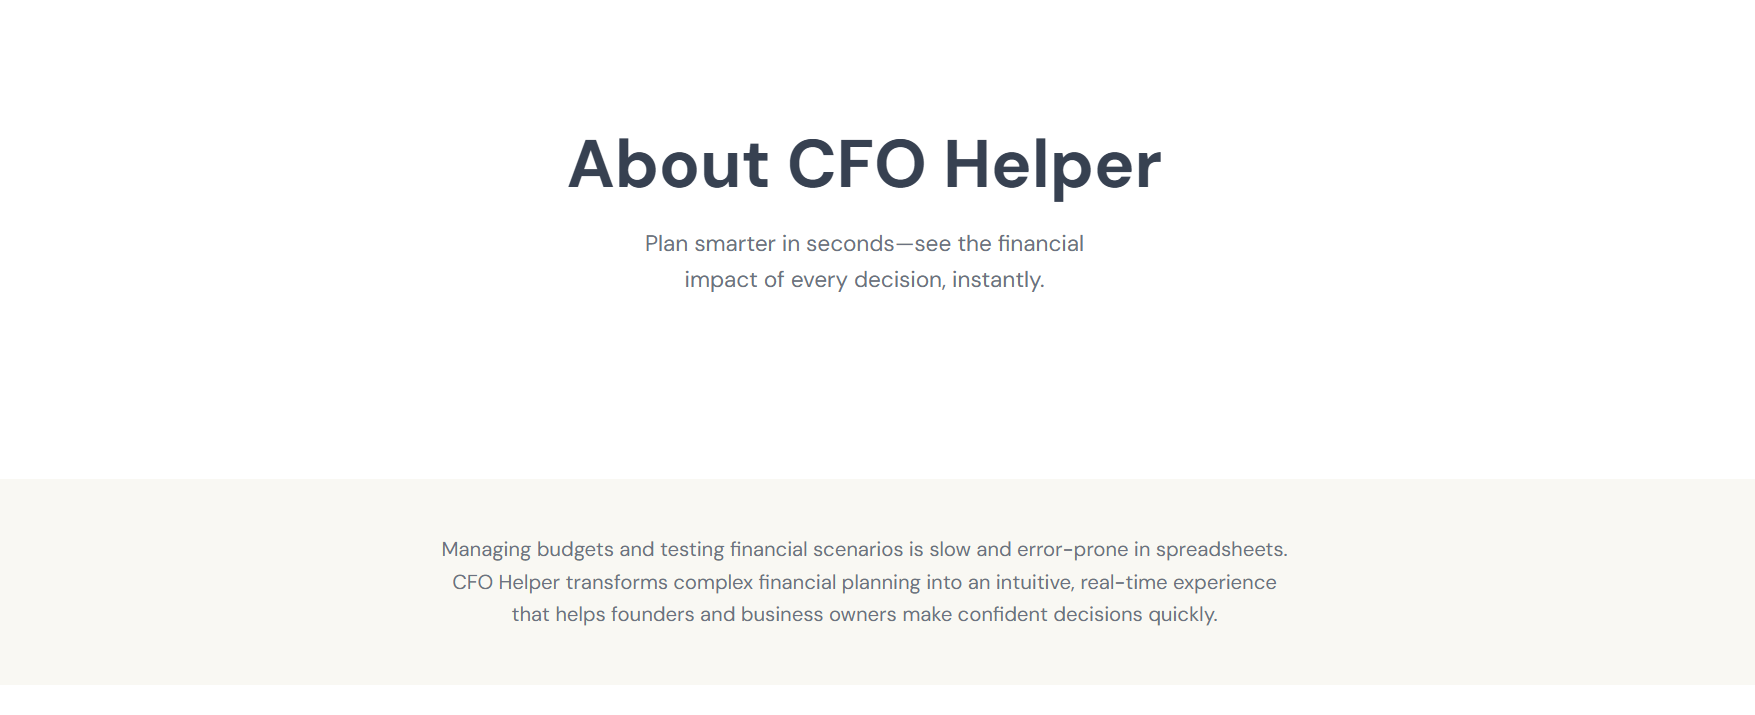 About CFO Helper
Plan smarter in seconds—see the financial
impact of every decision, instantly.
Managing budgets and testing financial scenarios is slow and error-prone in spreadsheets.
CFO Helper transforms complex financial planning into an intuitive, real-time experience
that helps founders and business owners make confident decisions quickly.